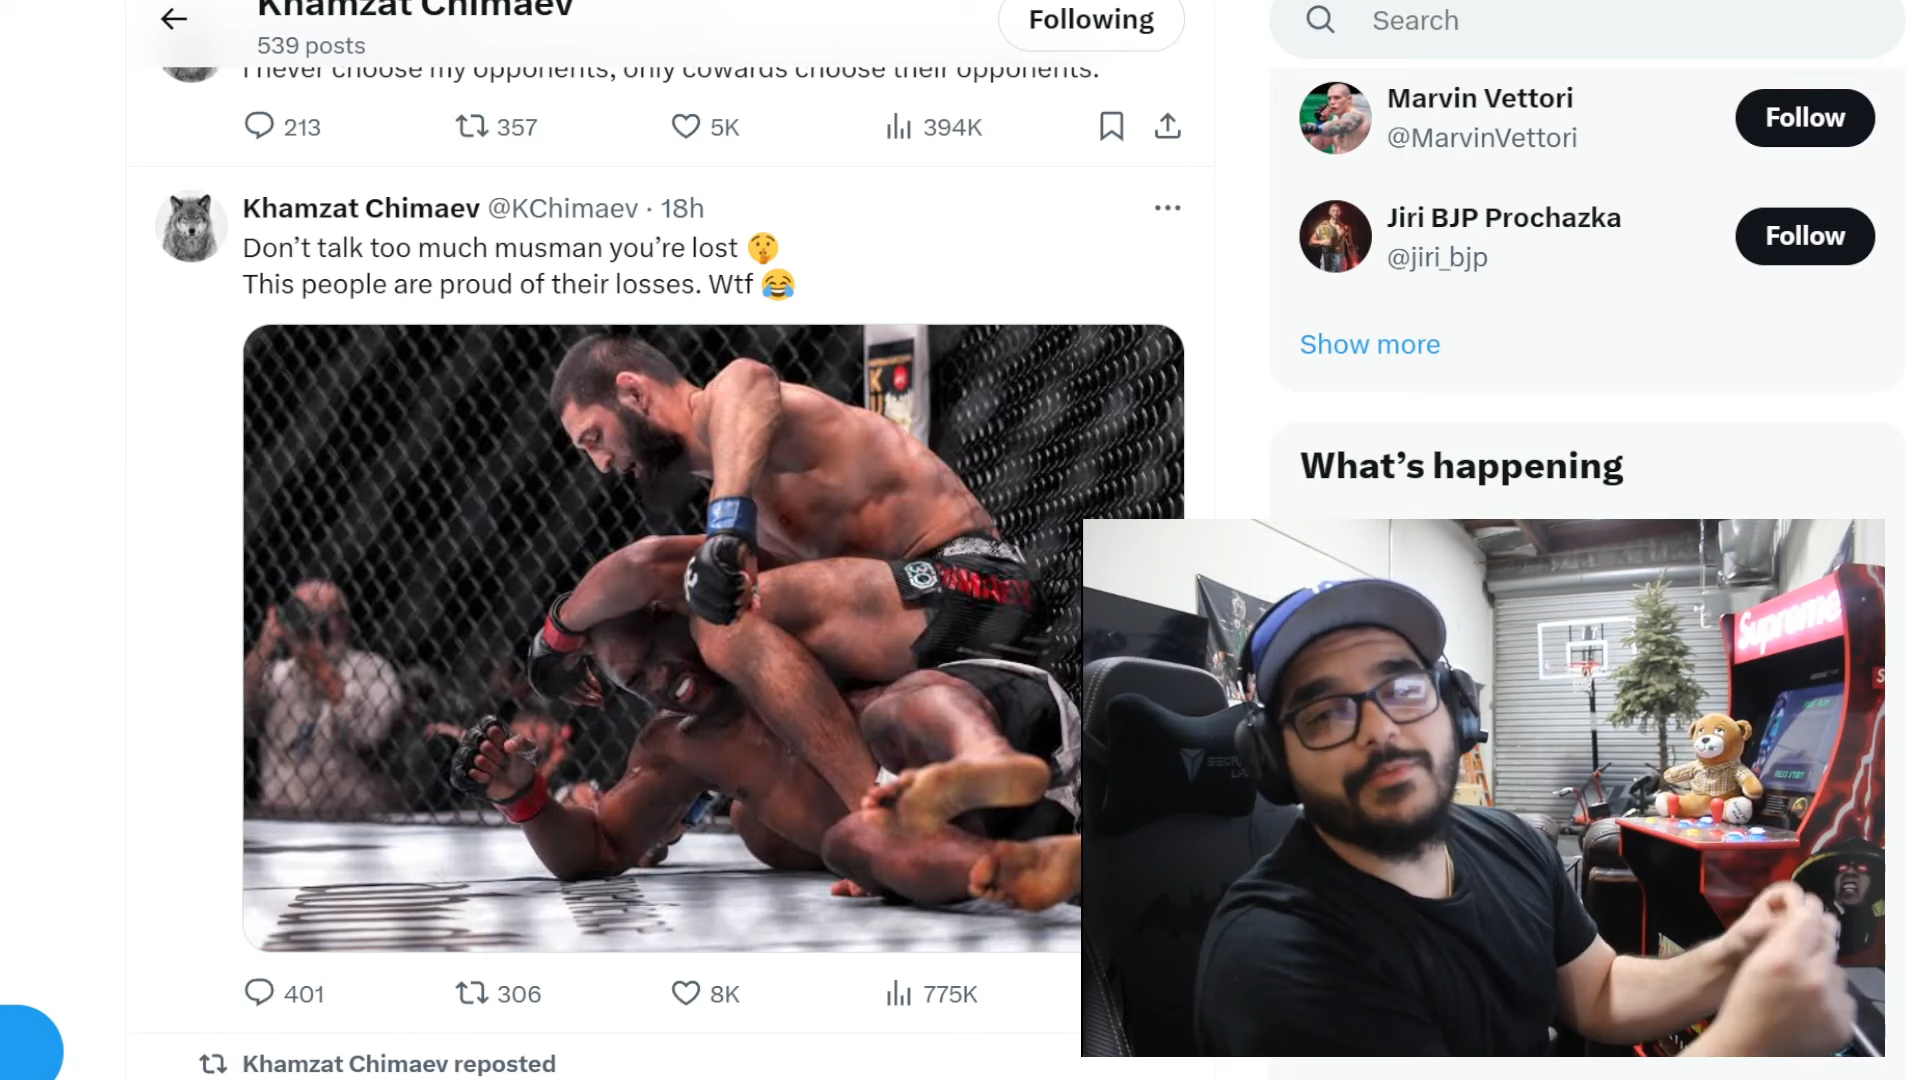 Khamzat Chimaev
539 posts
Following
Search
I never choose my opponents, only cowards choose their opponents.
213
357
5K
394K
Khamzat Chimaev @KChimaev · 18h
Don’t talk too much musman you’re lost 🤫
This people are proud of their losses. Wtf 😂
401
306
8K
775K
Khamzat Chimaev reposted
Marvin Vettori
@MarvinVettori
Follow
Jiri BJP Prochazka
@jiri_bjp
Follow
Show more
What’s happening
Supreme